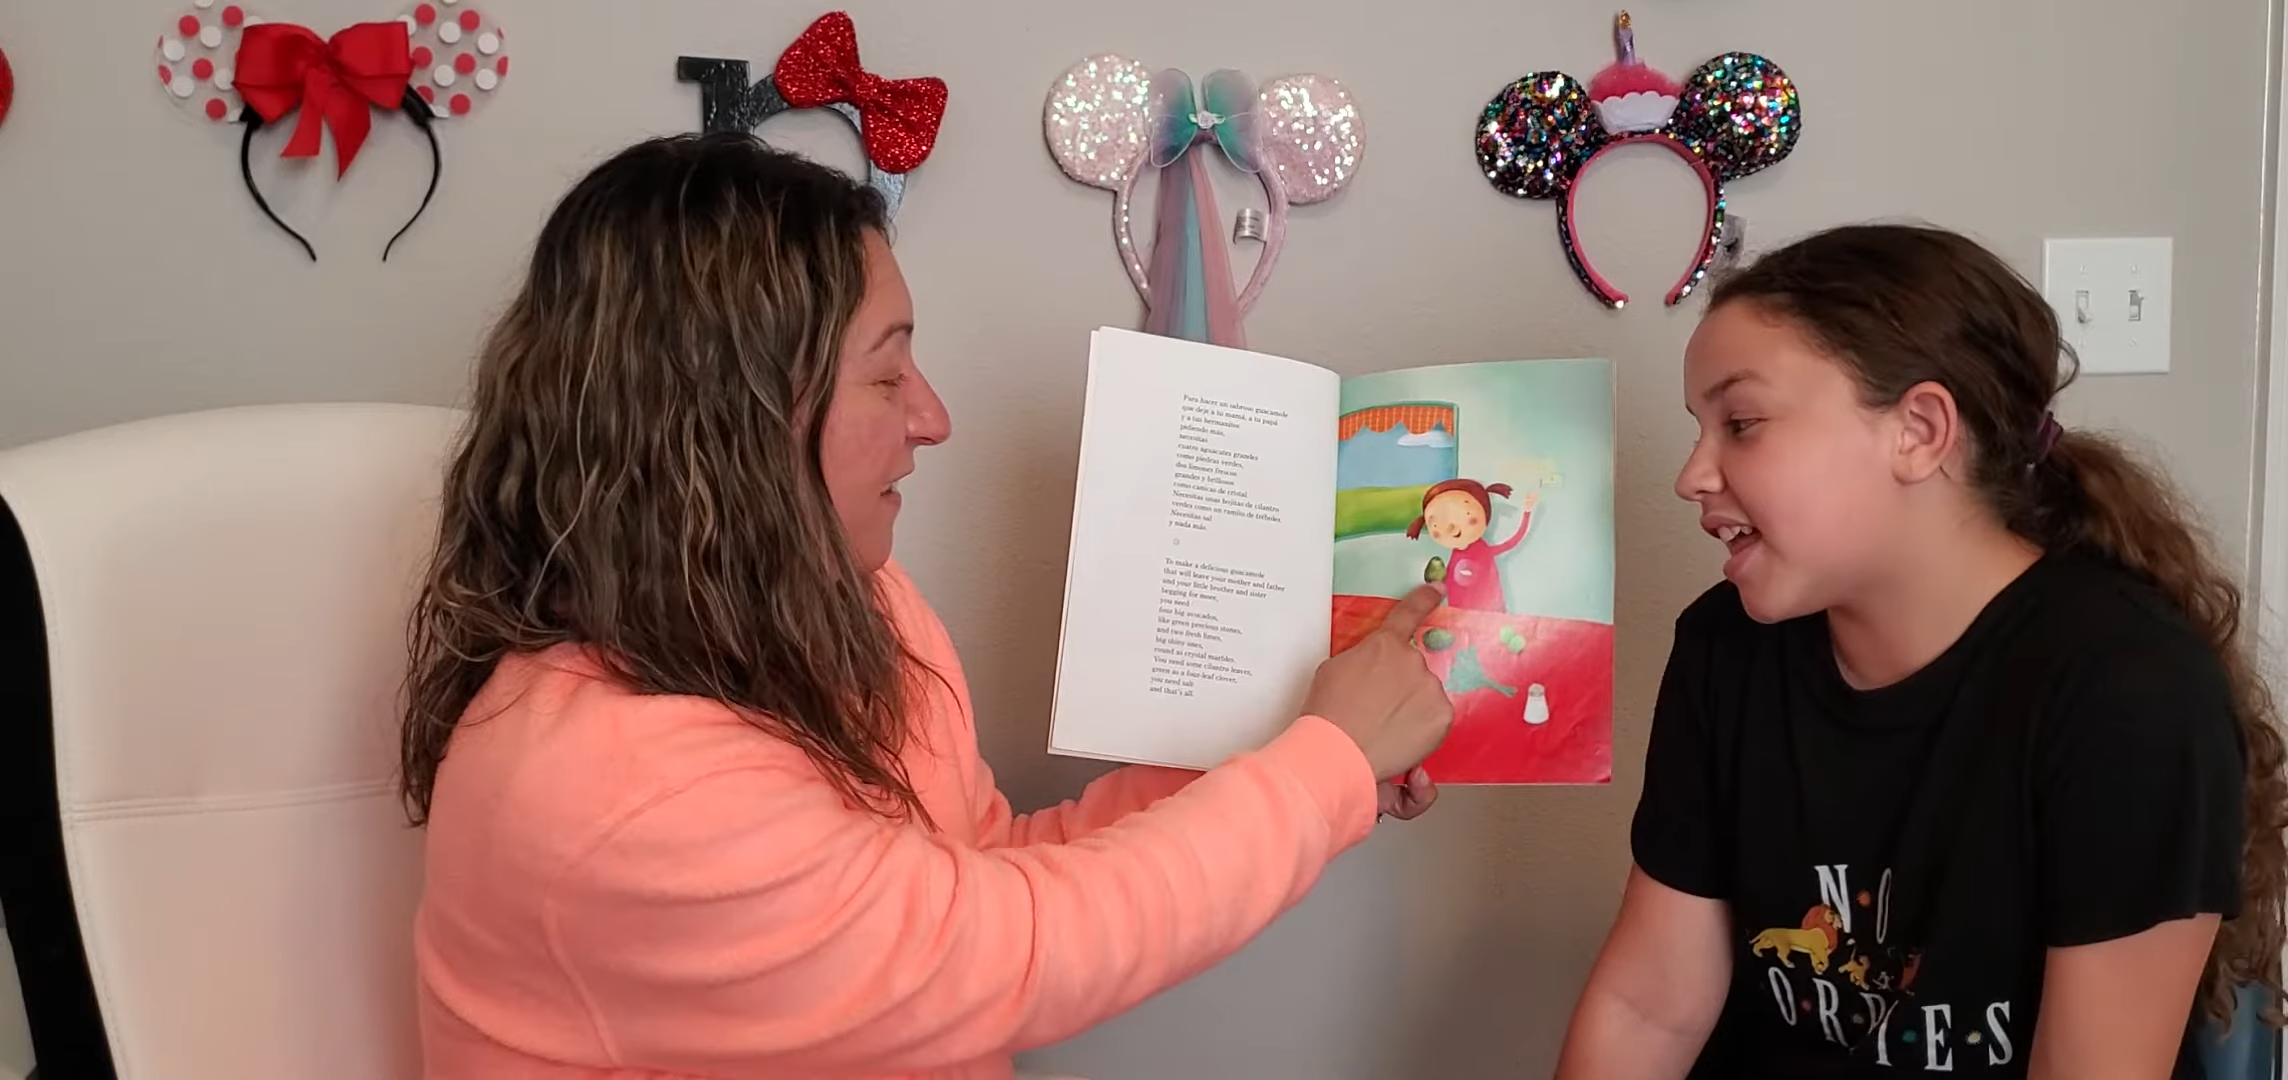 Para hacer un sabroso guacamole
que deje a tu mamá, a tu papá
y a tus hermanitos
pidiendo más,
necesitas
cuatro aguacates grandes
como piedras verdes,
dos limones frescos
grandes y brillosos
como canicas de cristal.
Necesitas unas hojitas de cilantro
verdes como un ramito de tréboles.
Necesitas sal
y nada más.
To make a delicious guacamole
that will leave your mother and father
and your little brother and sister
begging for more,
you need
four big avocados,
like green precious stones,
and two fresh limes,
big shiny ones,
round as crystal marbles.
You need some cilantro leaves,
green as a four-leaf clover,
you need salt
and that's all.
N·O
O·R·R·I·E·S